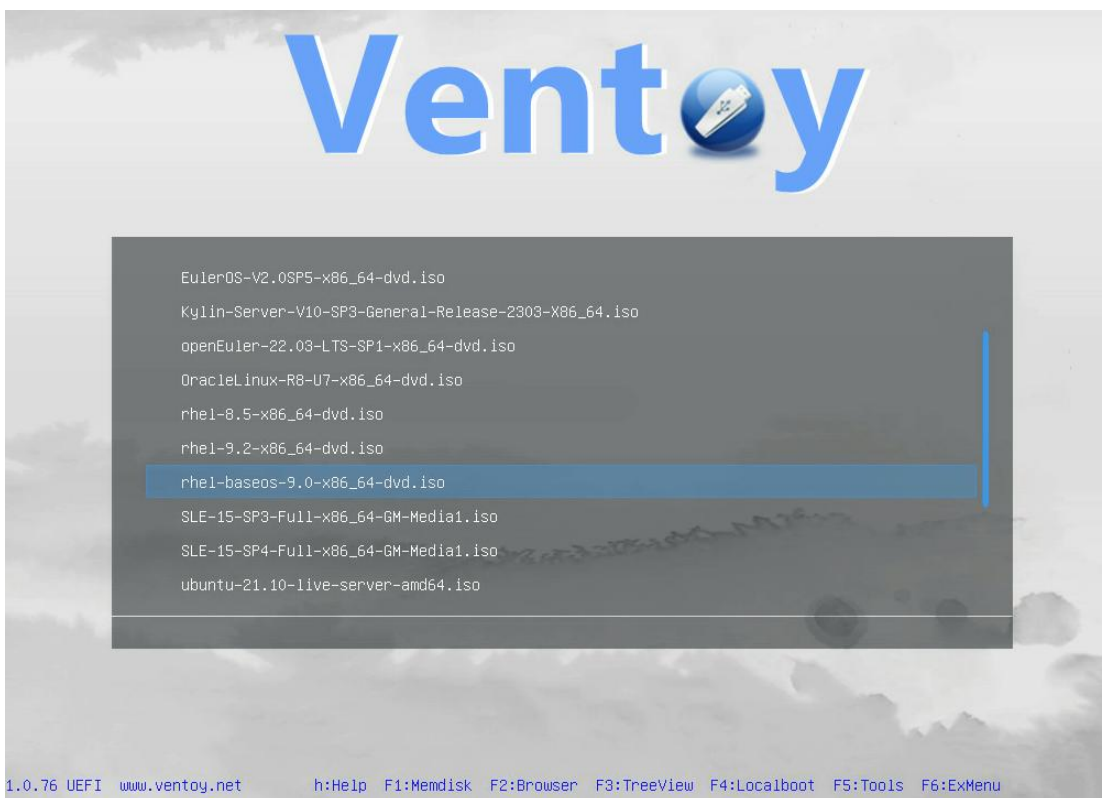 Ventoy
EulerOS-V2.0SP5-x86_64-dvd.iso
Kylin-Server-V10-SP3-General-Release-2303-X86_64.iso
openEuler-22.03-LTS-SP1-x86_64-dvd.iso
OracleLinux-R8-U7-x86_64-dvd.iso
rhel-8.5-x86_64-dvd.iso
rhel-9.2-x86_64-dvd.iso
rhel-baseos-9.0-x86_64-dvd.iso
SLE-15-SP3-Full-x86_64-GM-Media1.iso
SLE-15-SP4-Full-x86_64-GM-Media1.iso
ubuntu-21.10-live-server-amd64.iso
1.0.76 UEFI www.ventoy.net h:Help F1:Memdisk F2:Browser F3:TreeView F4:Localboot F5:Tools F6:ExMenu